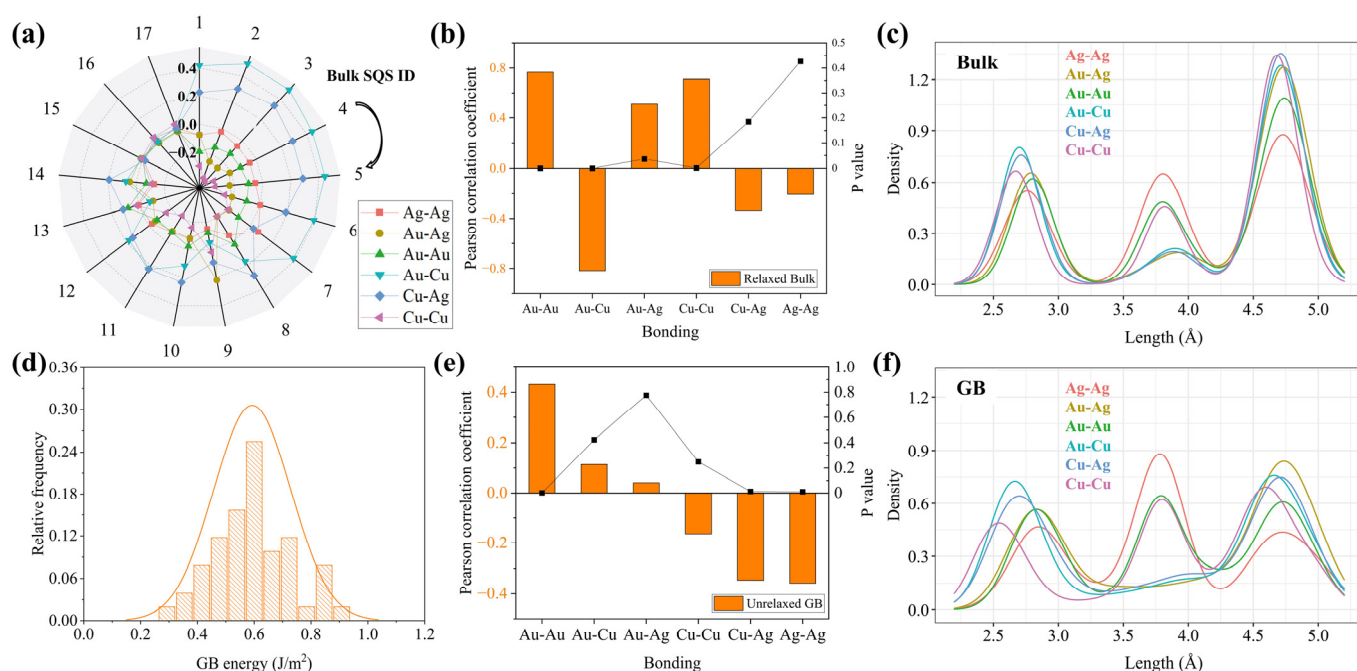 (a)
1
2
3
4
5
6
7
8
9
10
11
12
13
14
15
16
17
0.4
0.2
0.0
−0.2
Bulk SQS ID
Ag-Ag
Au-Ag
Au-Au
Au-Cu
Cu-Ag
Cu-Cu
(b)
Pearson correlation coefficient
0.8
0.4
0.0
−0.4
−0.8
0.5
0.4
0.3
0.2
0.1
0
P value
Relaxed Bulk
Au-Au Au-Cu Au-Ag Cu-Cu Cu-Ag Ag-Ag
Bonding
(c)
Bulk
Ag-Ag
Au-Ag
Au-Au
Au-Cu
Cu-Ag
Cu-Cu
Density
1.2
0.9
0.6
0.3
0.0
2.5 3.0 3.5 4.0 4.5 5.0
Length (Å)
(d)
Relative frequency
0.36
0.30
0.24
0.18
0.12
0.06
0.00
0.0 0.2 0.4 0.6 0.8 1.0 1.2
GB energy (J/m²)
(e)
Pearson correlation coefficient
0.4
0.2
0.0
−0.2
−0.4
1.0
0.8
0.6
0.4
0.2
0
P value
Unrelaxed GB
Au-Au Au-Cu Au-Ag Cu-Cu Cu-Ag Ag-Ag
Bonding
(f)
GB
Ag-Ag
Au-Ag
Au-Au
Au-Cu
Cu-Ag
Cu-Cu
Density
1.2
0.9
0.6
0.3
0.0
2.5 3.0 3.5 4.0 4.5 5.0
Length (Å)